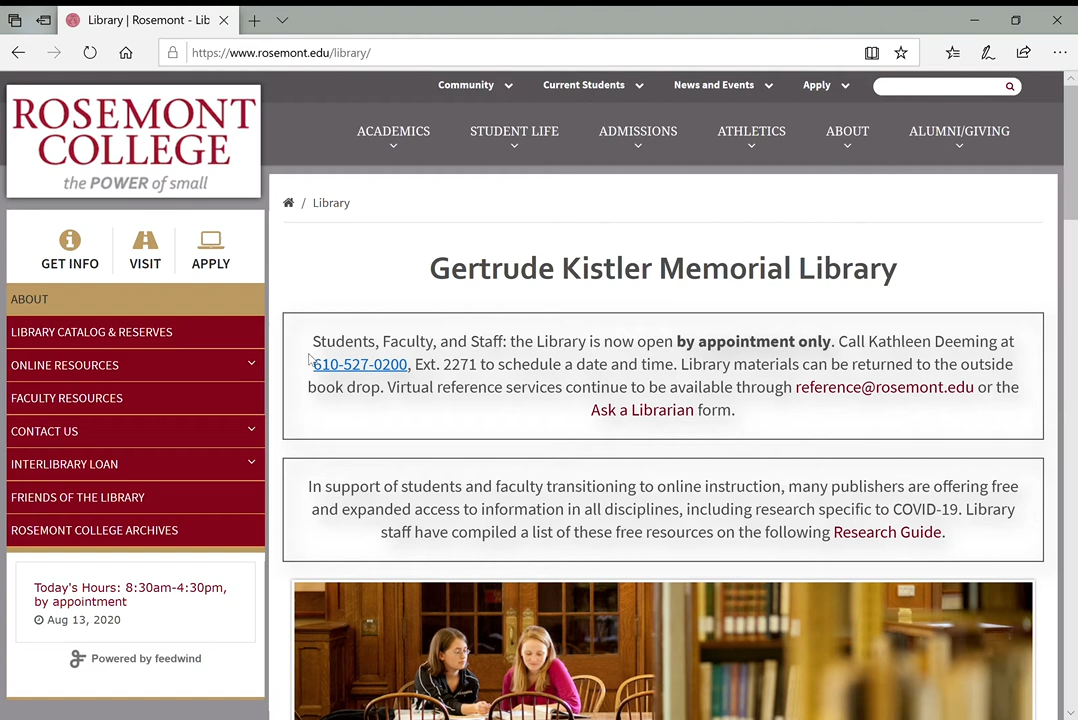 Library | Rosemont - Lib
https://www.rosemont.edu/library/
Community
Current Students
News and Events
Apply
ROSEMONT
COLLEGE
the POWER of small
ACADEMICS
STUDENT LIFE
ADMISSIONS
ATHLETICS
ABOUT
ALUMNI/GIVING
/ Library
GET INFO
VISIT
APPLY
ABOUT
LIBRARY CATALOG & RESERVES
ONLINE RESOURCES
FACULTY RESOURCES
CONTACT US
INTERLIBRARY LOAN
FRIENDS OF THE LIBRARY
ROSEMONT COLLEGE ARCHIVES
Today's Hours: 8:30am-4:30pm,
by appointment
Aug 13, 2020
Powered by feedwind
Gertrude Kistler Memorial Library
Students, Faculty, and Staff: the Library is now open by appointment only. Call Kathleen Deeming at
610-527-0200, Ext. 2271 to schedule a date and time. Library materials can be returned to the outside
book drop. Virtual reference services continue to be available through reference@rosemont.edu or the
Ask a Librarian form.
In support of students and faculty transitioning to online instruction, many publishers are offering free
and expanded access to information in all disciplines, including research specific to COVID-19. Library
staff have compiled a list of these free resources on the following Research Guide.